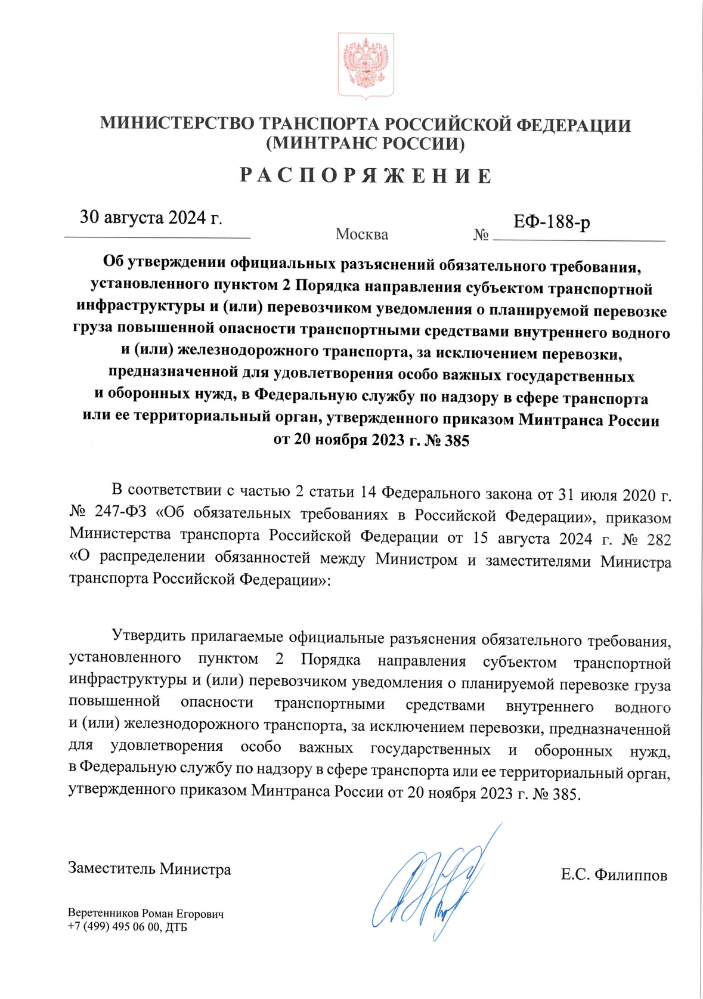 МИНИСТЕРСТВО ТРАНСПОРТА РОССИЙСКОЙ ФЕДЕРАЦИИ
(МИНТРАНС РОССИИ)
РАСПОРЯЖЕНИЕ
30 августа 2024 г.
Москва
№ ЕФ-188-р
Об утверждении официальных разъяснений обязательного требования,
установленного пунктом 2 Порядка направления субъектом транспортной
инфраструктуры и (или) перевозчиком уведомления о планируемой перевозке
груза повышенной опасности транспортными средствами внутреннего водного
и (или) железнодорожного транспорта, за исключением перевозки,
предназначенной для удовлетворения особо важных государственных
и оборонных нужд, в Федеральную службу по надзору в сфере транспорта
или ее территориальный орган, утвержденного приказом Минтранса России
от 20 ноября 2023 г. № 385
В соответствии с частью 2 статьи 14 Федерального закона от 31 июля 2020 г.
№ 247-ФЗ «Об обязательных требованиях в Российской Федерации», приказом
Министерства транспорта Российской Федерации от 15 августа 2024 г. № 282
«О распределении обязанностей между Министром и заместителями Министра
транспорта Российской Федерации»:
Утвердить прилагаемые официальные разъяснения обязательного требования,
установленного пунктом 2 Порядка направления субъектом транспортной
инфраструктуры и (или) перевозчиком уведомления о планируемой перевозке груза
повышенной опасности транспортными средствами внутреннего водного
и (или) железнодорожного транспорта, за исключением перевозки, предназначенной
для удовлетворения особо важных государственных и оборонных нужд,
в Федеральную службу по надзору в сфере транспорта или ее территориальный орган,
утвержденного приказом Минтранса России от 20 ноября 2023 г. № 385.
Заместитель Министра
Е.С. Филиппов
Веретенников Роман Егорович
+7 (499) 495 06 00, ДТБ